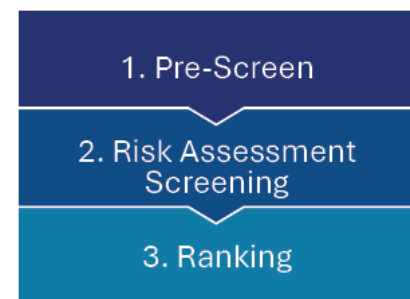 1. Pre-Screen
2. Risk Assessment
Screening
3. Ranking